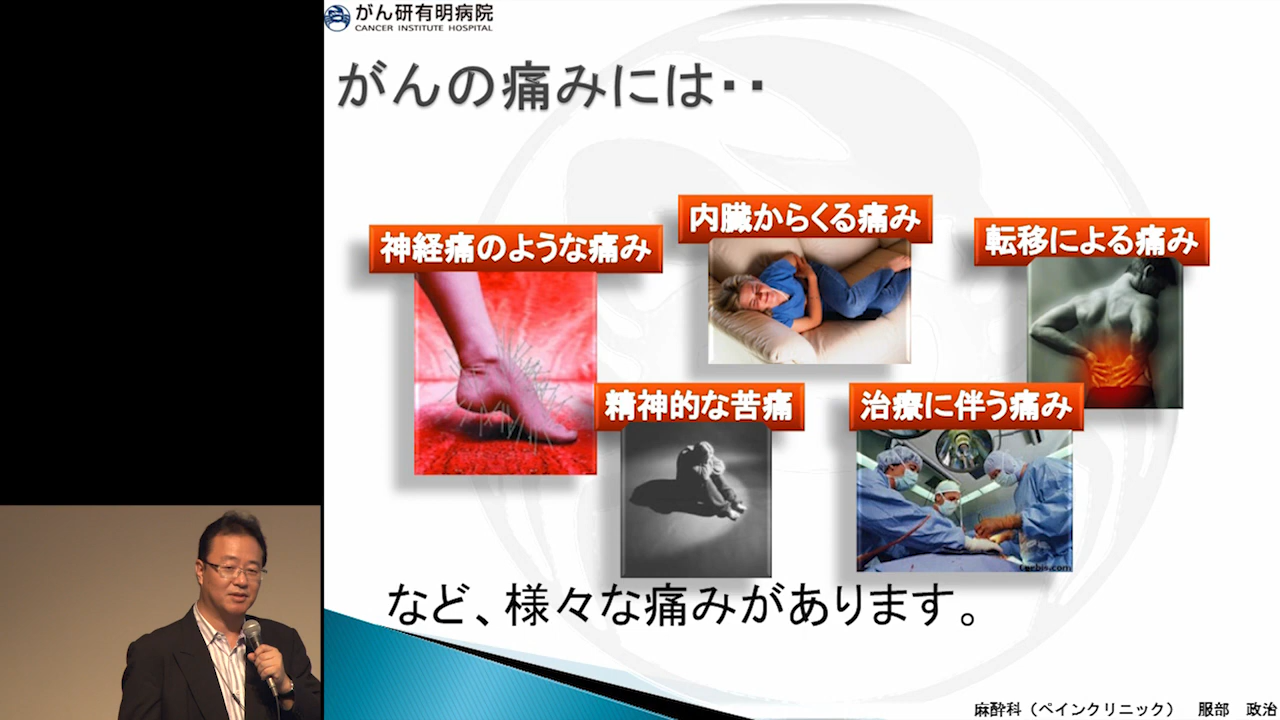 がん研有明病院
CANCER INSTITUTE HOSPITAL
がんの痛みには・・
神経痛のような痛み
内臓からくる痛み
転移による痛み
精神的な苦痛
治療に伴う痛み
など、様々な痛みがあります。
麻酔科（ペインクリニック）　服部　政治